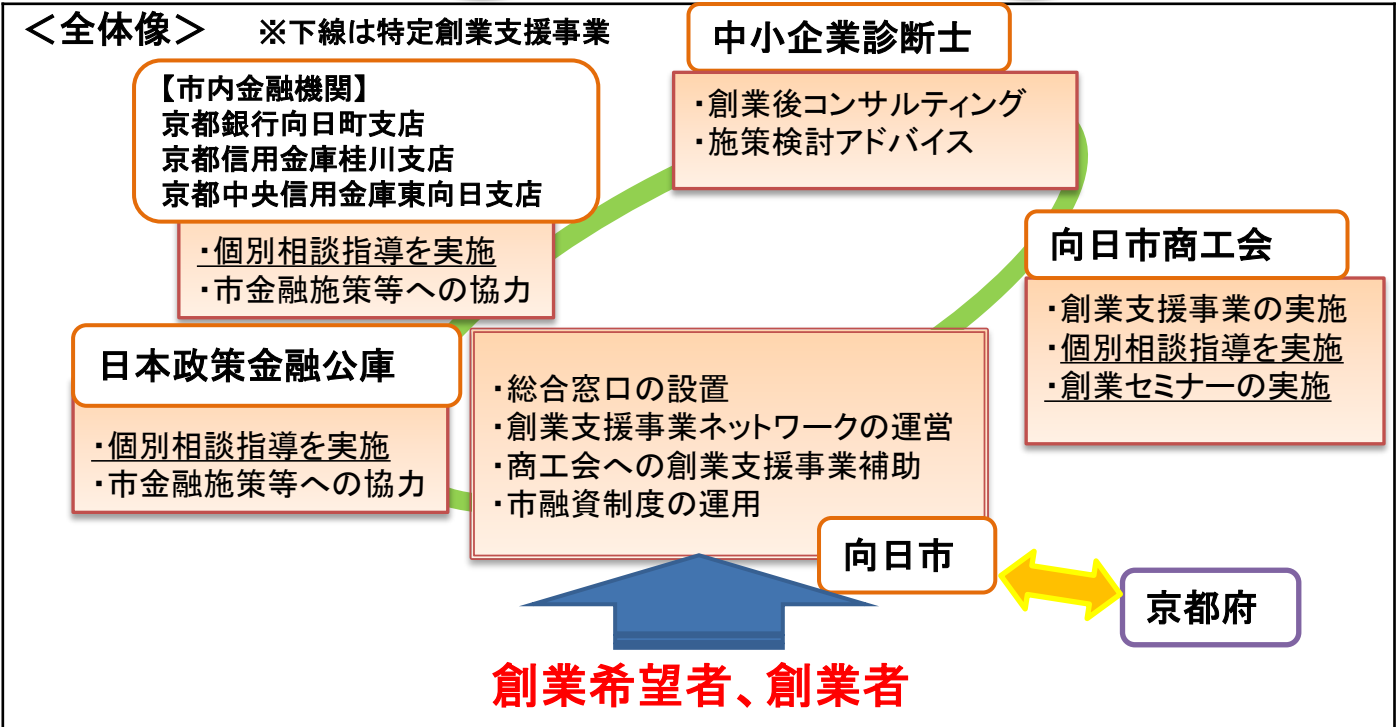 ＜全体像＞ ※下線は特定創業支援事業
【市内金融機関】
京都銀行向日町支店
京都信用金庫桂川支店
京都中央信用金庫東向日支店
・個別相談指導を実施
・市金融施策等への協力
中小企業診断士
・創業後コンサルティング
・施策検討アドバイス
向日市商工会
・創業支援事業の実施
・個別相談指導を実施
・創業セミナーの実施
日本政策金融公庫
・個別相談指導を実施
・市金融施策等への協力
・総合窓口の設置
・創業支援事業ネットワークの運営
・商工会への創業支援事業補助
・市融資制度の運用
向日市
京都府
創業希望者、創業者